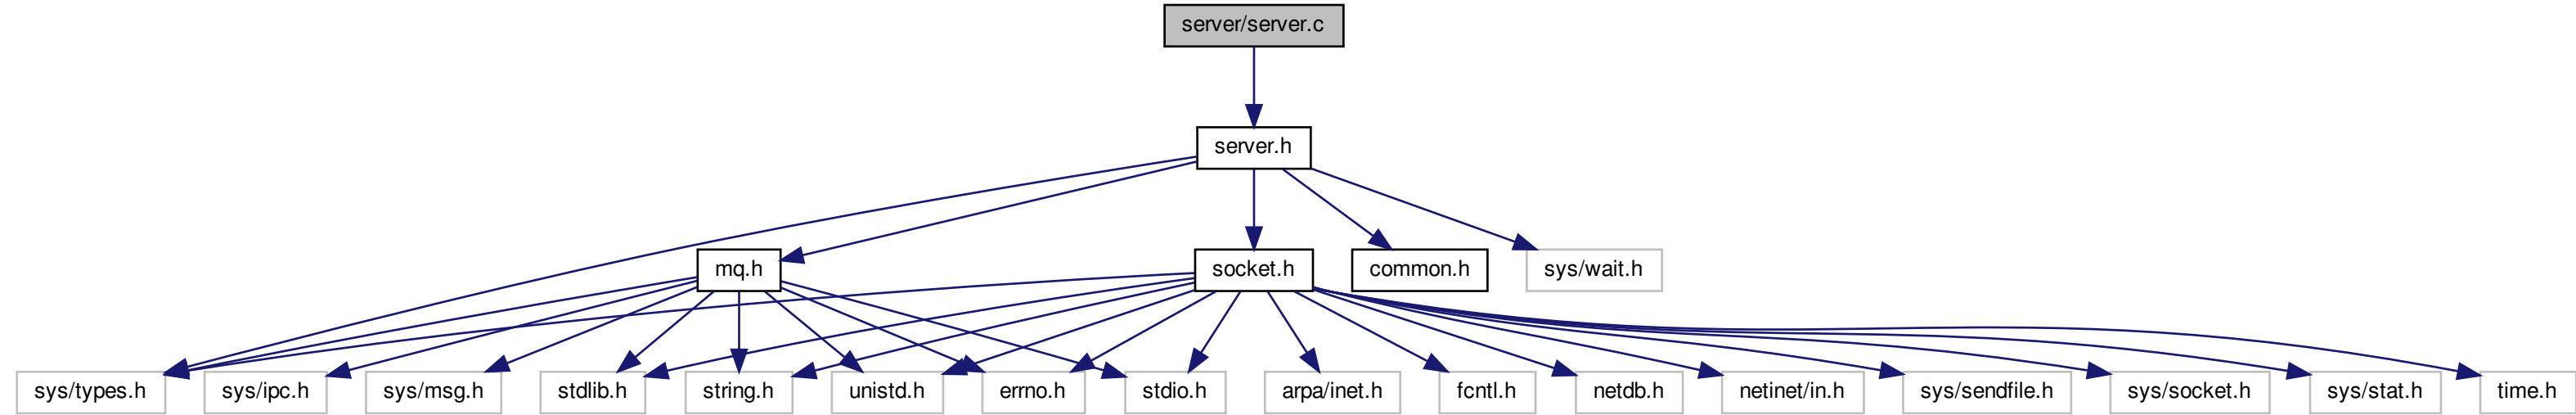 server/server.c
server.h
mq.h
socket.h
common.h
sys/wait.h
sys/types.h
sys/ipc.h
sys/msg.h
stdlib.h
string.h
unistd.h
errno.h
stdio.h
arpa/inet.h
fcntl.h
netdb.h
netinet/in.h
sys/sendfile.h
sys/socket.h
sys/stat.h
time.h